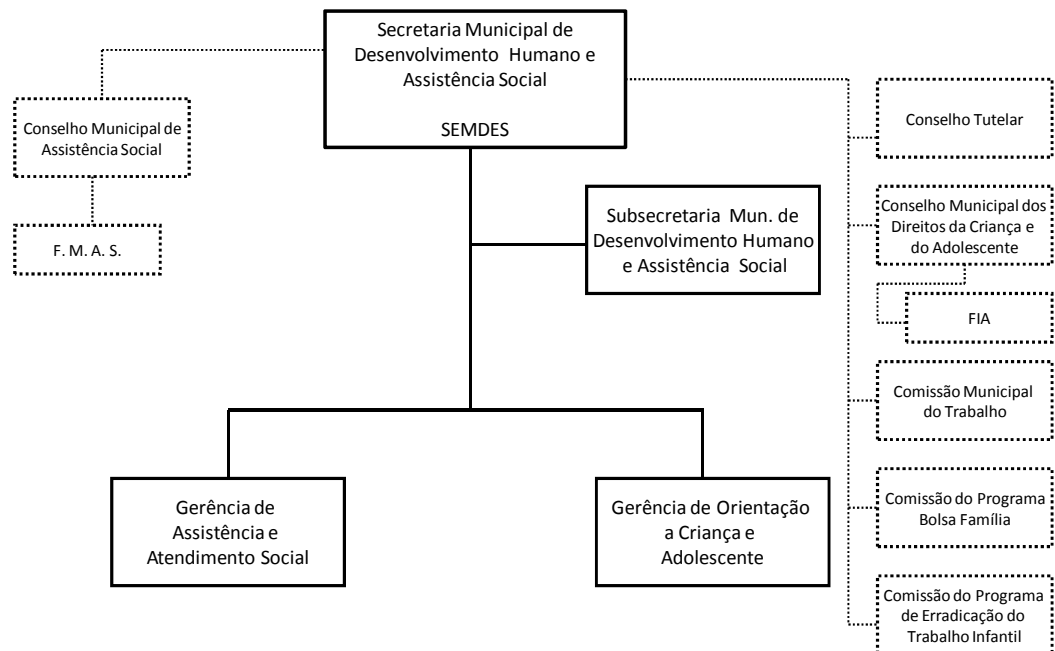 Secretaria Municipal de
Desenvolvimento Humano e
Assistência Social
SEMDES
Conselho Municipal de
Assistência Social
F. M. A. S.
Subsecretaria Mun. de
Desenvolvimento Humano
e Assistência Social
Conselho Tutelar
Conselho Municipal dos
Direitos da Criança e
do Adolescente
FIA
Comissão Municipal
do Trabalho
Comissão do Programa
Bolsa Família
Comissão do Programa
de Erradicação do
Trabalho Infantil
Gerência de
Assistência e
Atendimento Social
Gerência de Orientação
a Criança e
Adolescente